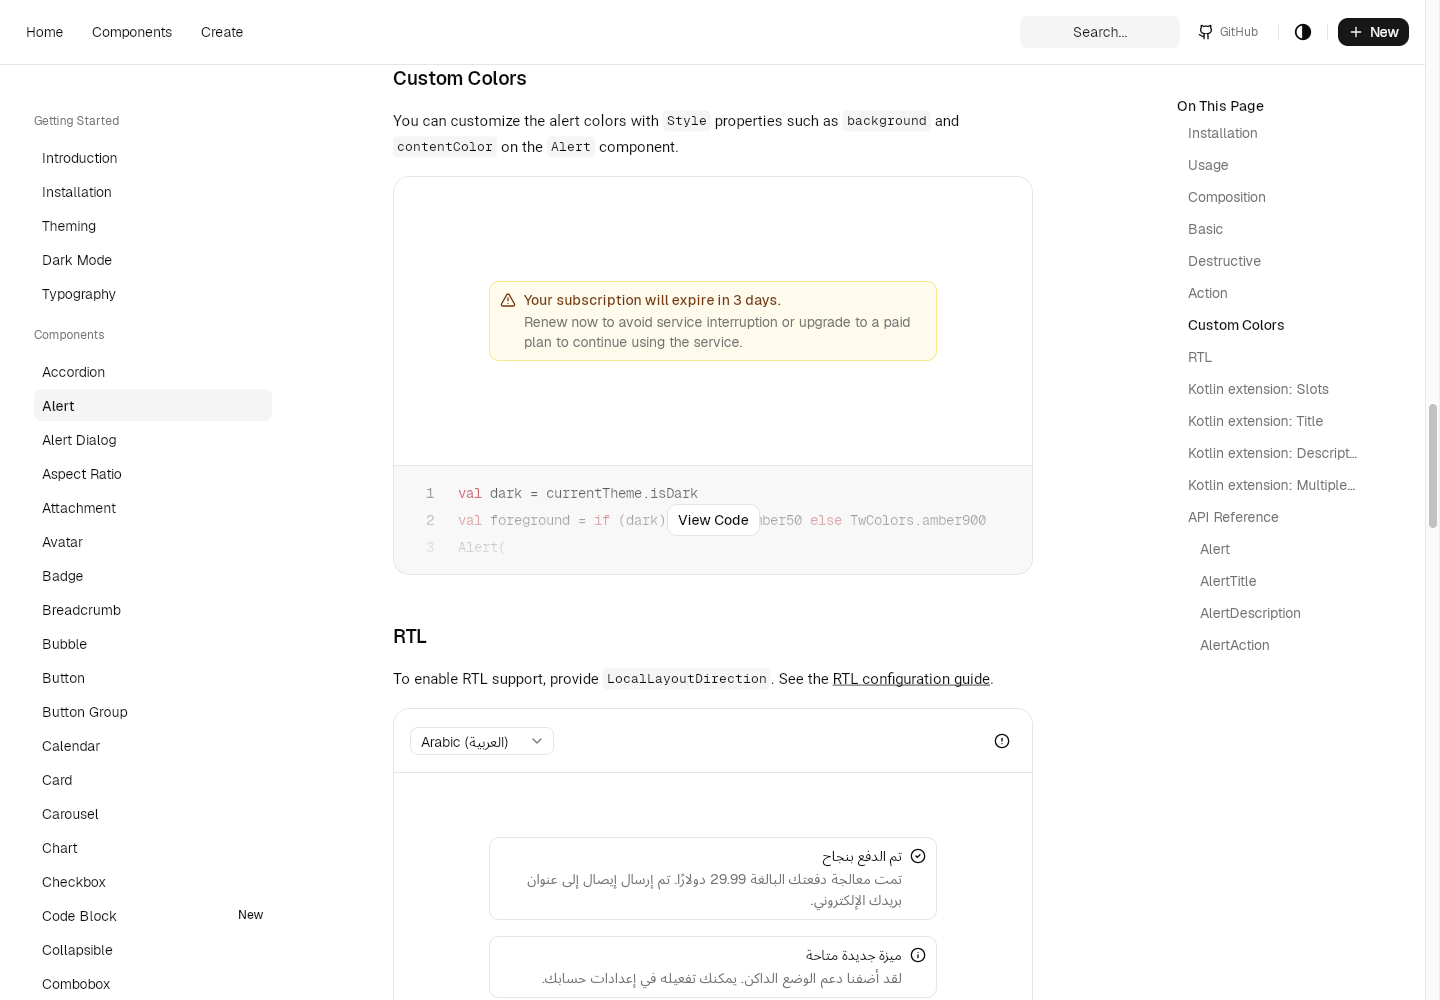 Home
Components
Create
Search...
GitHub
New
Getting Started
Introduction
Installation
Theming
Dark Mode
Typography
Components
Accordion
Alert
Alert Dialog
Aspect Ratio
Attachment
Avatar
Badge
Breadcrumb
Bubble
Button
Button Group
Calendar
Card
Carousel
Chart
Checkbox
Code Block
New
Collapsible
Combobox
Custom Colors
You can customize the alert colors with Style properties such as background and
contentColor on the Alert component.
Your subscription will expire in 3 days.
Renew now to avoid service interruption or upgrade to a paid
plan to continue using the service.
1 val dark = currentTheme.isDark
2 val foreground = if (dark) mber50 else TwColors.amber900
View Code
3 Alert(
RTL
To enable RTL support, provide LocalLayoutDirection. See the RTL configuration guide.
Arabic (العربية)
تم الدفع بنجاح
تمت معالجة دفعتك البالغة 29.99 دولارًا. تم إرسال إيصال إلى عنوان
بريدك الإلكتروني.
ميزة جديدة متاحة
لقد أضفنا دعم الوضع الداكن. يمكنك تفعيله في إعدادات حسابك.
On This Page
Installation
Usage
Composition
Basic
Destructive
Action
Custom Colors
RTL
Kotlin extension: Slots
Kotlin extension: Title
Kotlin extension: Descript...
Kotlin extension: Multiple...
API Reference
Alert
AlertTitle
AlertDescription
AlertAction